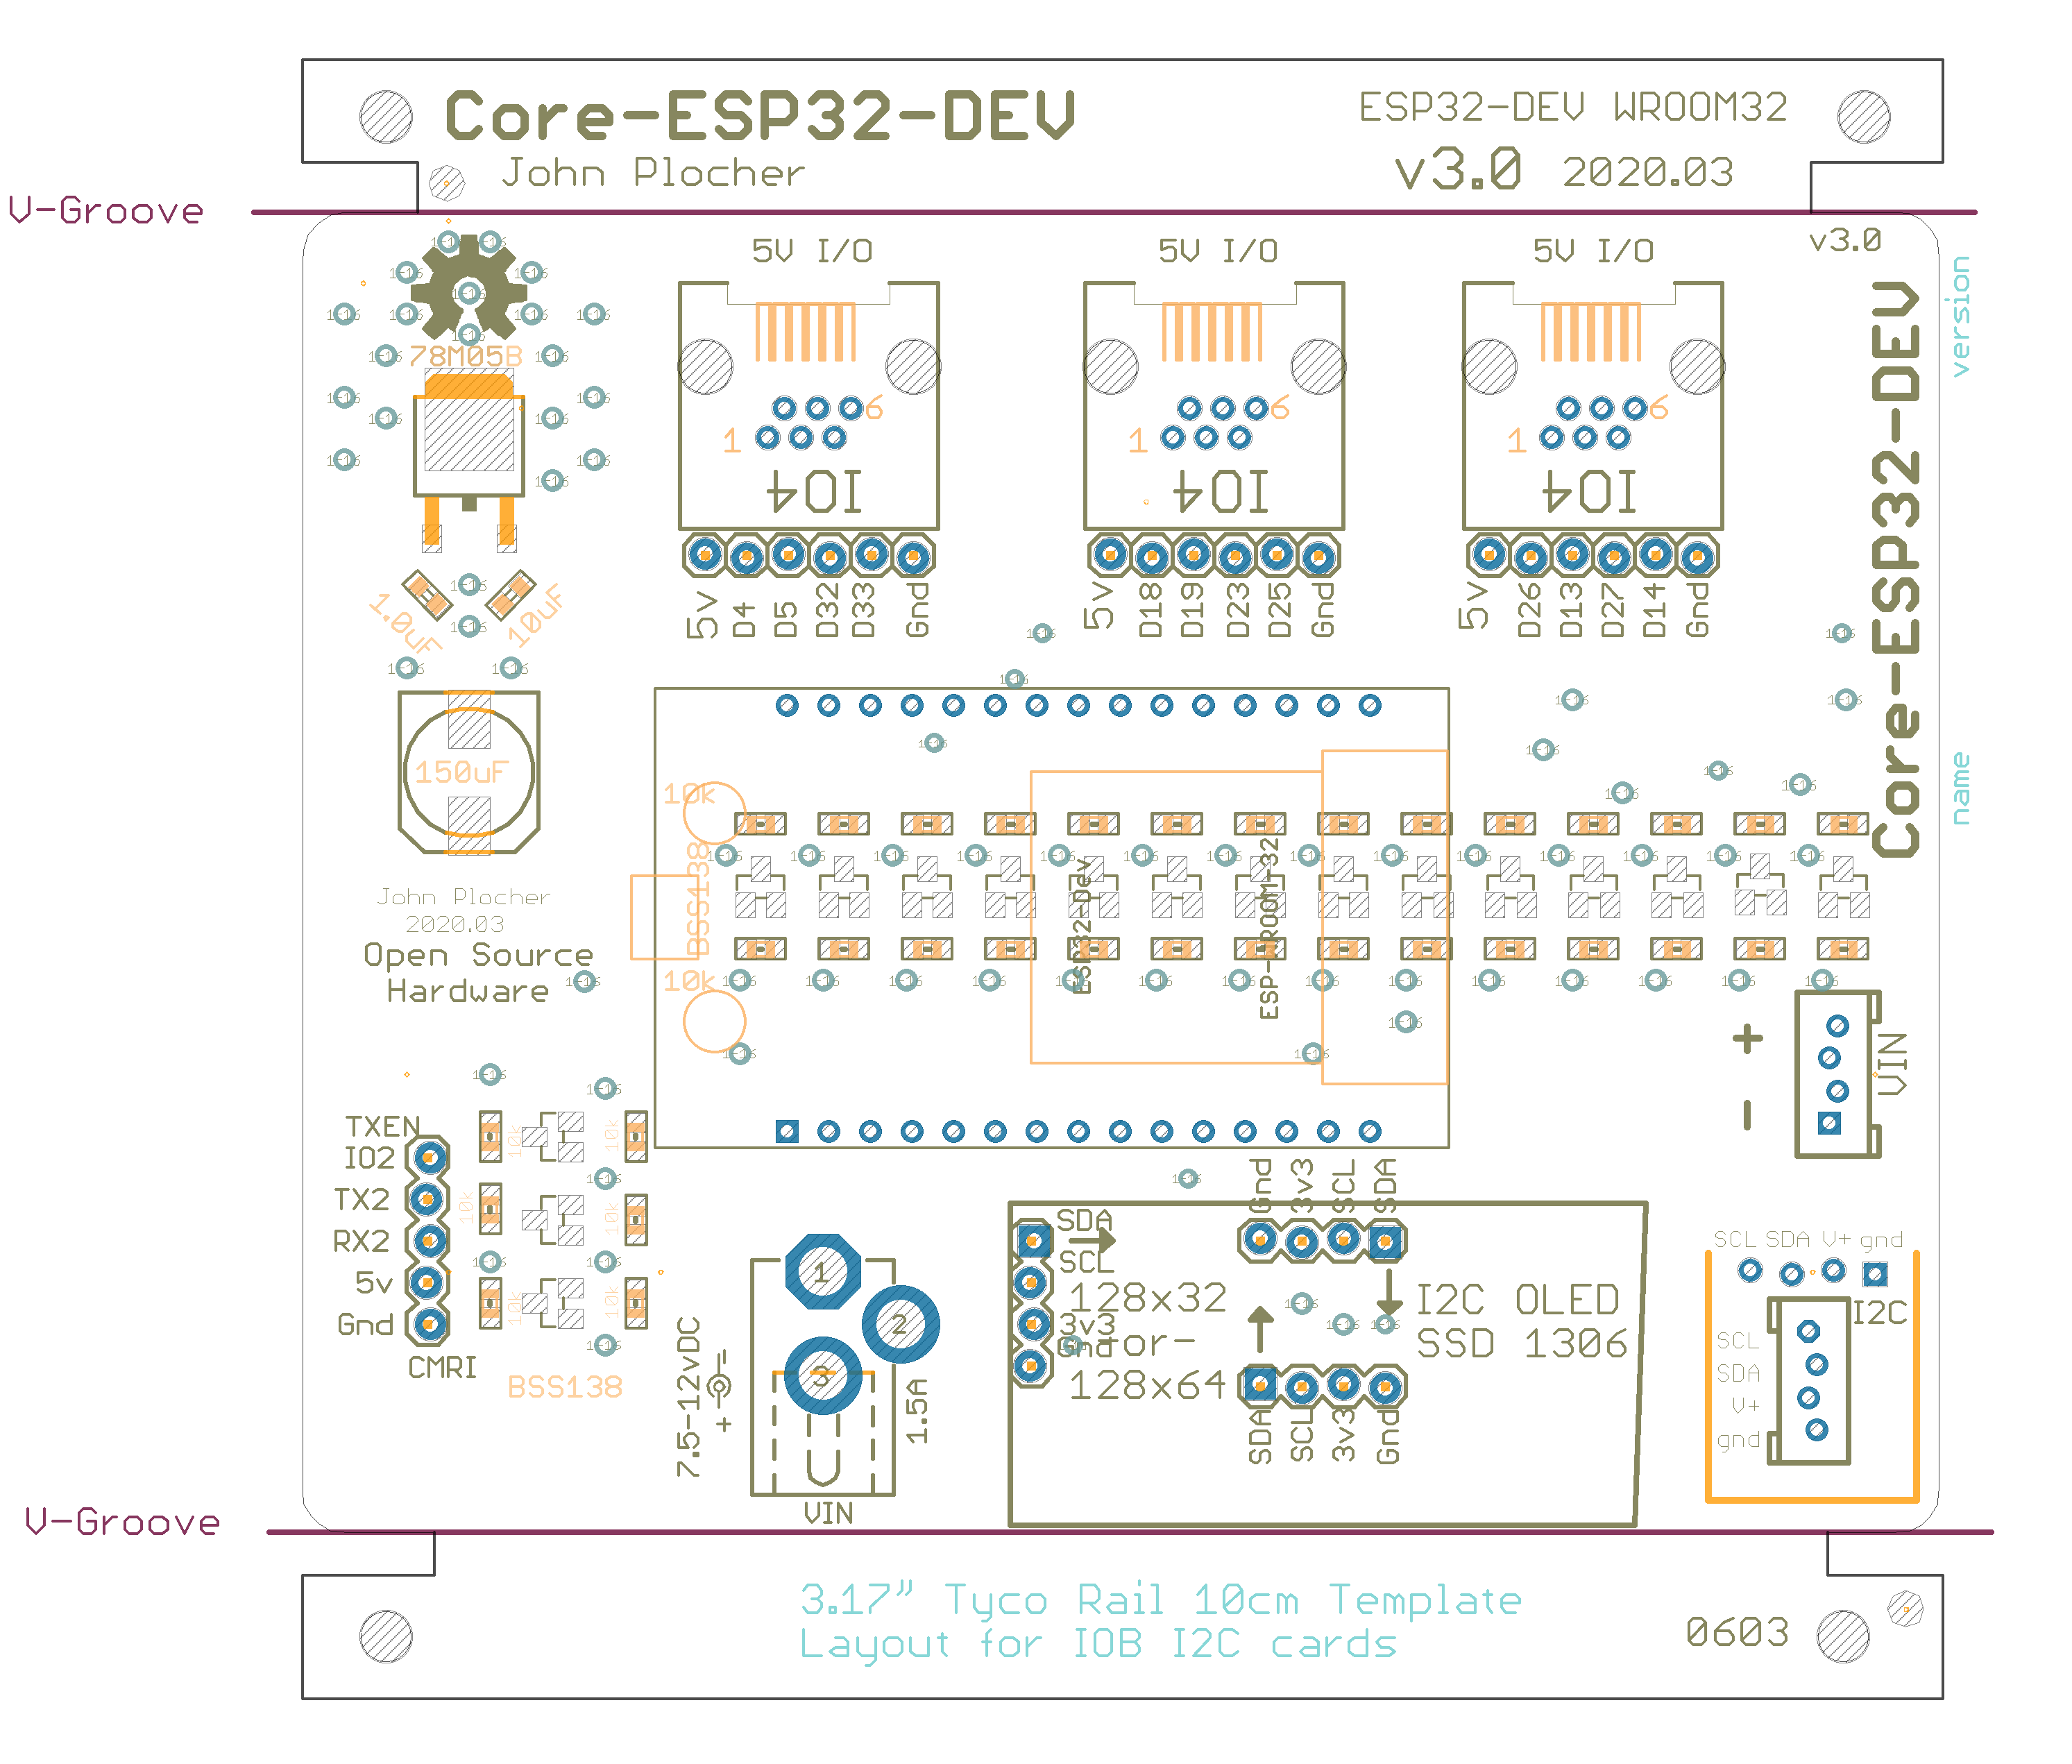 Core-ESP32-DEV
John Plocher
ESP32-DEV WROOM32
v3.0 2020.03
V-Groove
v3.0
version
Core-ESP32-DEV
name
78M05B
1.0uF
10uF
150uF
John Plocher
2020.03
Open Source
Hardware
5V I/O
1
6
IO4
5v
D4
D5
D32
D33
Gnd
5V I/O
1
6
IO4
5v
D18
D19
D23
D25
Gnd
5V I/O
1
6
IO4
5v
D26
D13
D27
D14
Gnd
10k
BSS138
10k
ESP32-Dev
ESP-WROOM-32
+
-
VIN
TXEN
IO2
TX2
RX2
5v
Gnd
CMRI
10k
10k
10k
10k
10k
10k
BSS138
7.5-12vDC
+
-
1
2
3
1.5A
VIN
SDA
SCL
3v3
Gnd
128x32
-or-
128x64
Gnd
3v3
SCL
SDA
SDA
SCL
3v3
Gnd
I2C OLED
SSD 1306
SCL SDA V+ gnd
I2C
SCL
SDA
V+
gnd
V-Groove
3.17" Tyco Rail 10cm Template
Layout for IOB I2C cards
0603